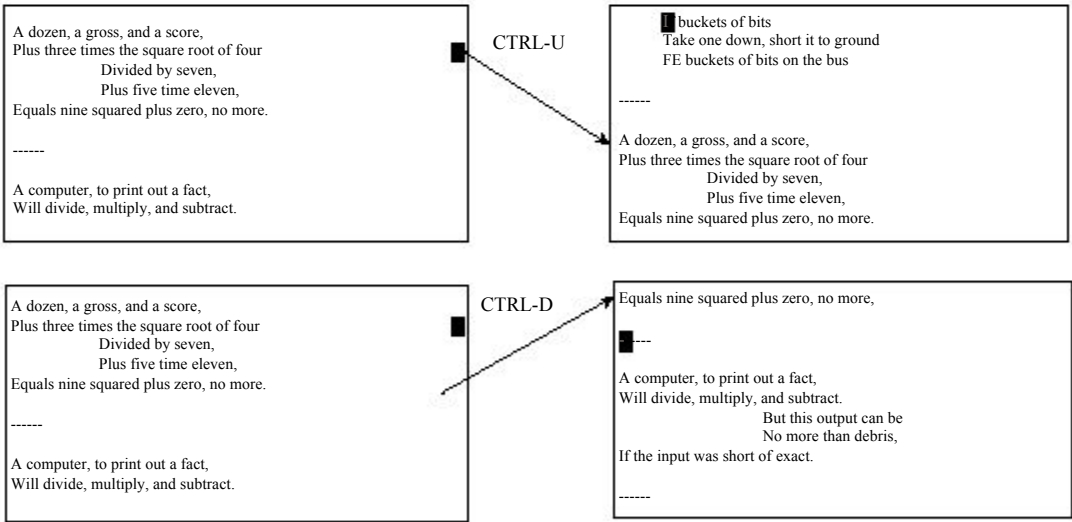 A dozen, a gross, and a score,
Plus three times the square root of four
Divided by seven,
Plus five time eleven,
Equals nine squared plus zero, no more.
------
A computer, to print out a fact,
Will divide, multiply, and subtract.
CTRL-U
buckets of bits
Take one down, short it to ground
FE buckets of bits on the bus
------
A dozen, a gross, and a score,
Plus three times the square root of four
Divided by seven,
Plus five time eleven,
Equals nine squared plus zero, no more.
A dozen, a gross, and a score,
Plus three times the square root of four
Divided by seven,
Plus five time eleven,
Equals nine squared plus zero, no more.
------
A computer, to print out a fact,
Will divide, multiply, and subtract.
CTRL-D
Equals nine squared plus zero, no more,
------
A computer, to print out a fact,
Will divide, multiply, and subtract.
But this output can be
No more than debris,
If the input was short of exact.
------